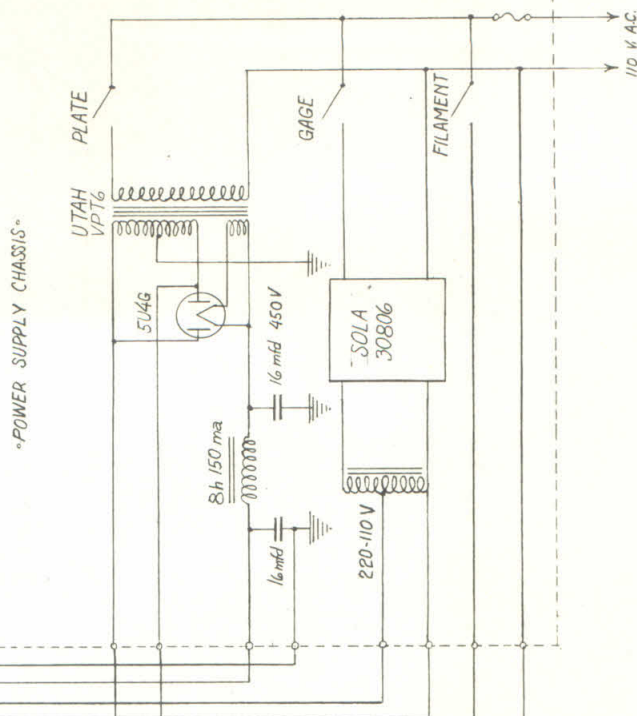 "POWER SUPPLY CHASSIS"
PLATE
UTAH
VPT6
5U4G
16 mfd 450V
8h 150 ma
16 mfd
GAGE
SOLA
30806
220-110 V
FILAMENT
110 V. A.C.